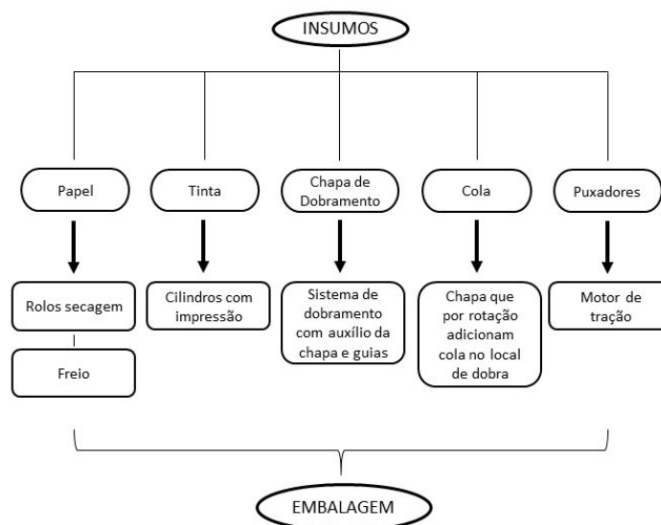 INSUMOS
Papel
Tinta
Chapa de
Dobramento
Cola
Puxadores
Rolos secagem
Freio
Cilindros com
impressão
Sistema de
dobramento
com auxílio da
chapa e guias
Chapa que
por rotação
adicionam
cola no local
de dobra
Motor de
tração
EMBALAGEM